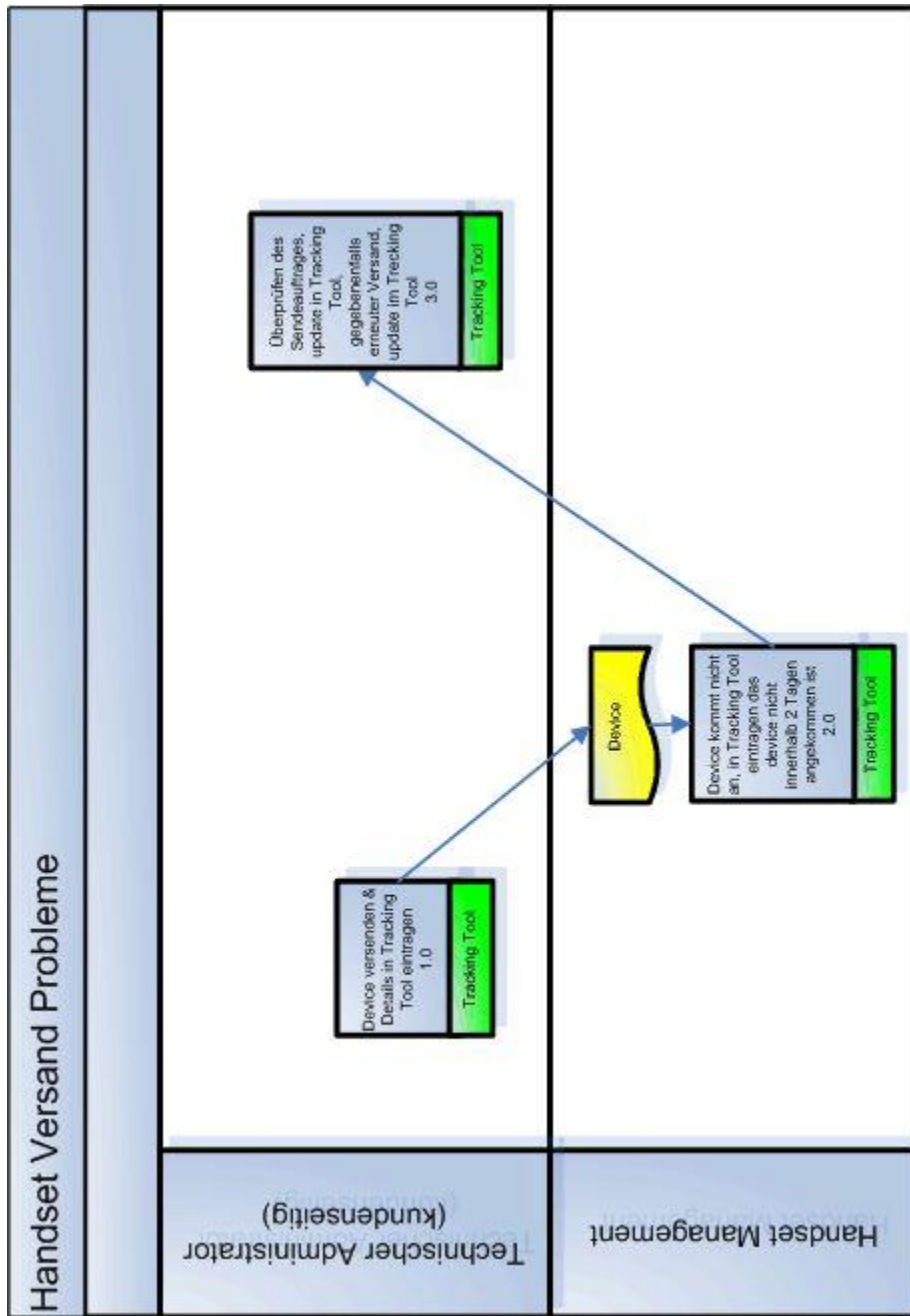 Handset Versand Probleme
Technischer Administrator
(kundenseitig)
Device versenden &
Details in Tracking
Tool eintragen
1.0
Tracking Tool
Überprüfen des
Sendeauftrages,
update in Tracking
Tool,
gegebenenfalls
erneuter Versand,
update im Trecking
Tool
3.0
Tracking Tool
Handset Management
Device
Device kommt nicht
an, in Tracking Tool
eintragen das
device nicht
innerhalb 2 Tagen
angekommen ist
2.0
Tracking Tool